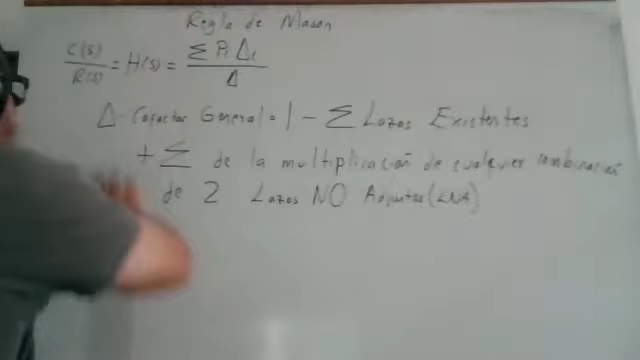 Regla de Mason
C(s)/R(s) = H(s) = Σ Pi Δi / Δ
Δ Cofactor General = 1 - Σ Lazos Existentes
+ Σ de la multiplicación de cualquier combinación
de 2 Lazos NO Adjuntos (LNA)